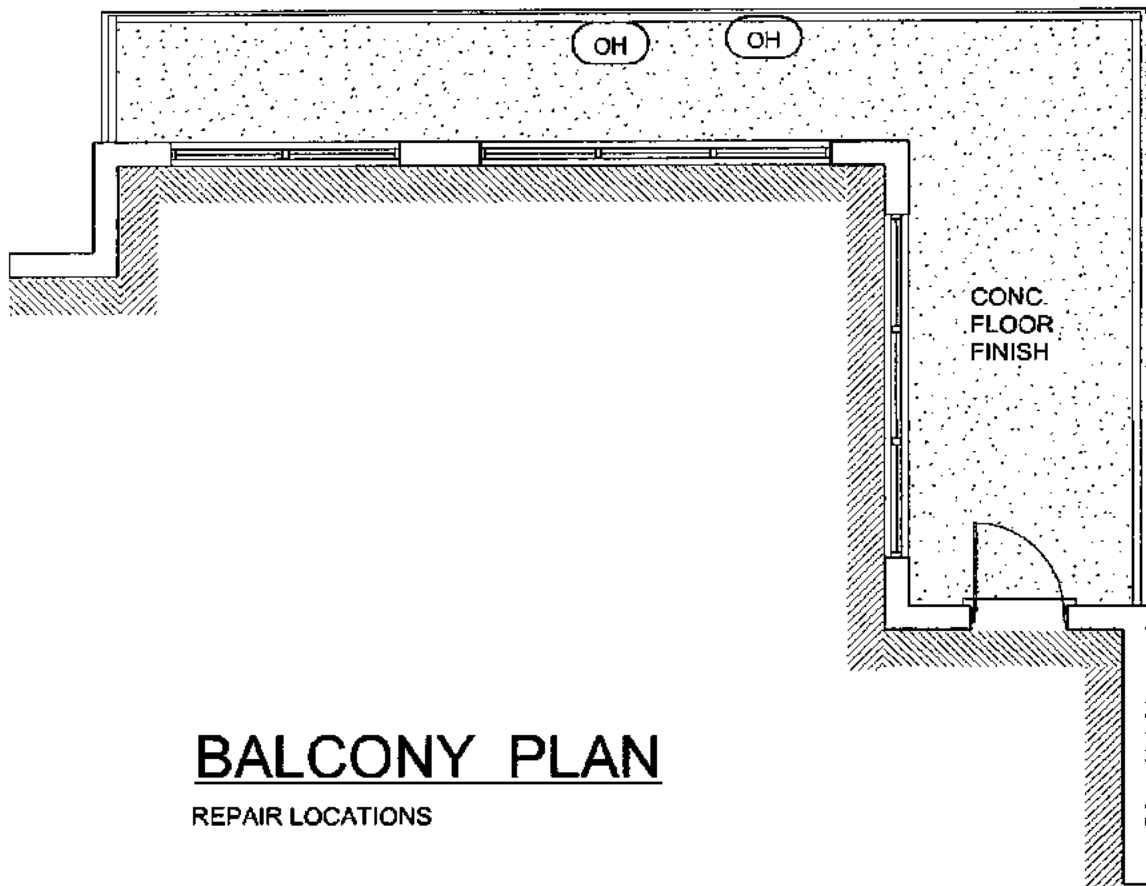 OH
OH
CONC.
FLOOR
FINISH
BALCONY PLAN
REPAIR LOCATIONS